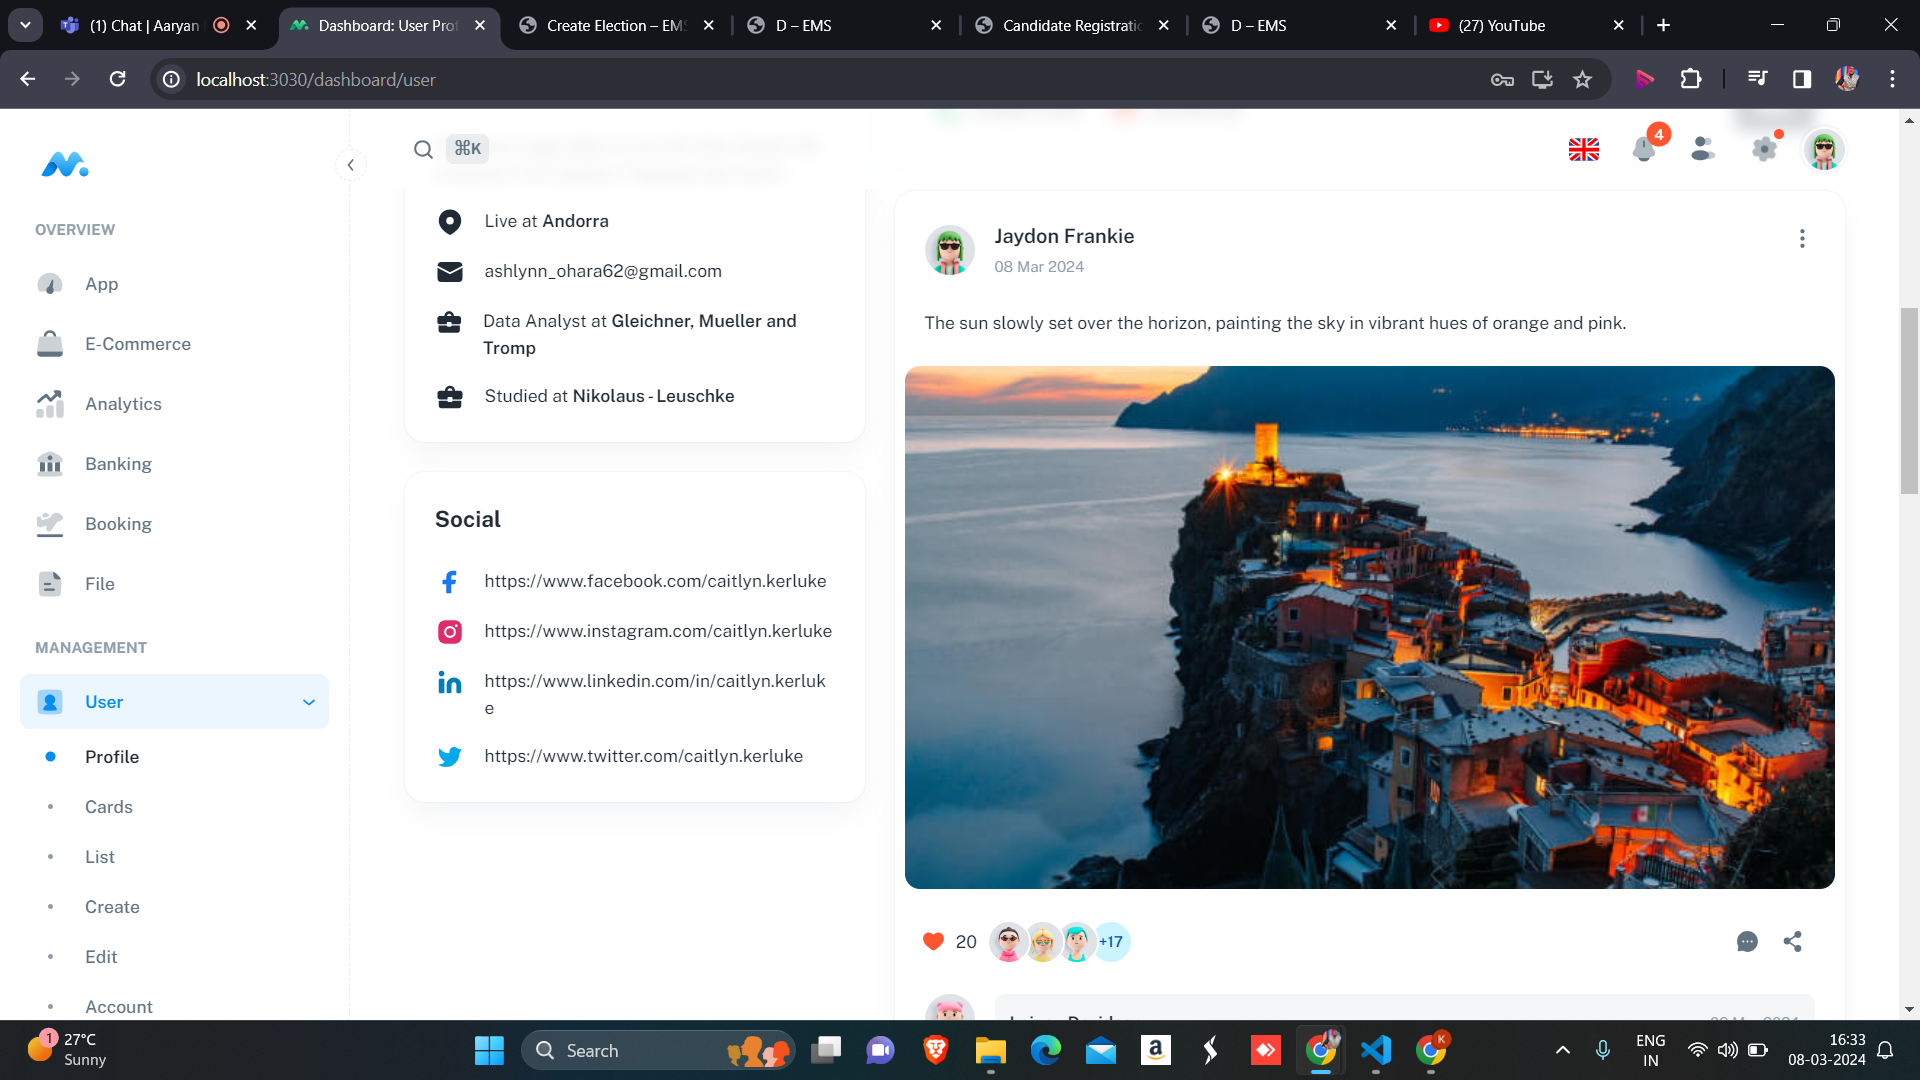 (1) Chat | Aaryan
Dashboard: User Prof
Create Election – EMS
D – EMS
Candidate Registratic
D – EMS
(27) YouTube
localhost:3030/dashboard/user
⌘K
4
OVERVIEW
App
E-Commerce
Analytics
Banking
Booking
File
MANAGEMENT
User
Profile
Cards
List
Create
Edit
Account
Live at Andorra
ashlynn_ohara62@gmail.com
Data Analyst at Gleichner, Mueller and
Tromp
Studied at Nikolaus - Leuschke
Social
https://www.facebook.com/caitlyn.kerluke
https://www.instagram.com/caitlyn.kerluke
https://www.linkedin.com/in/caitlyn.kerluk
e
https://www.twitter.com/caitlyn.kerluke
Jaydon Frankie
08 Mar 2024
The sun slowly set over the horizon, painting the sky in vibrant hues of orange and pink.
20
+17
1
27°C
Sunny
Search
K
ENG
IN
16:33
08-03-2024